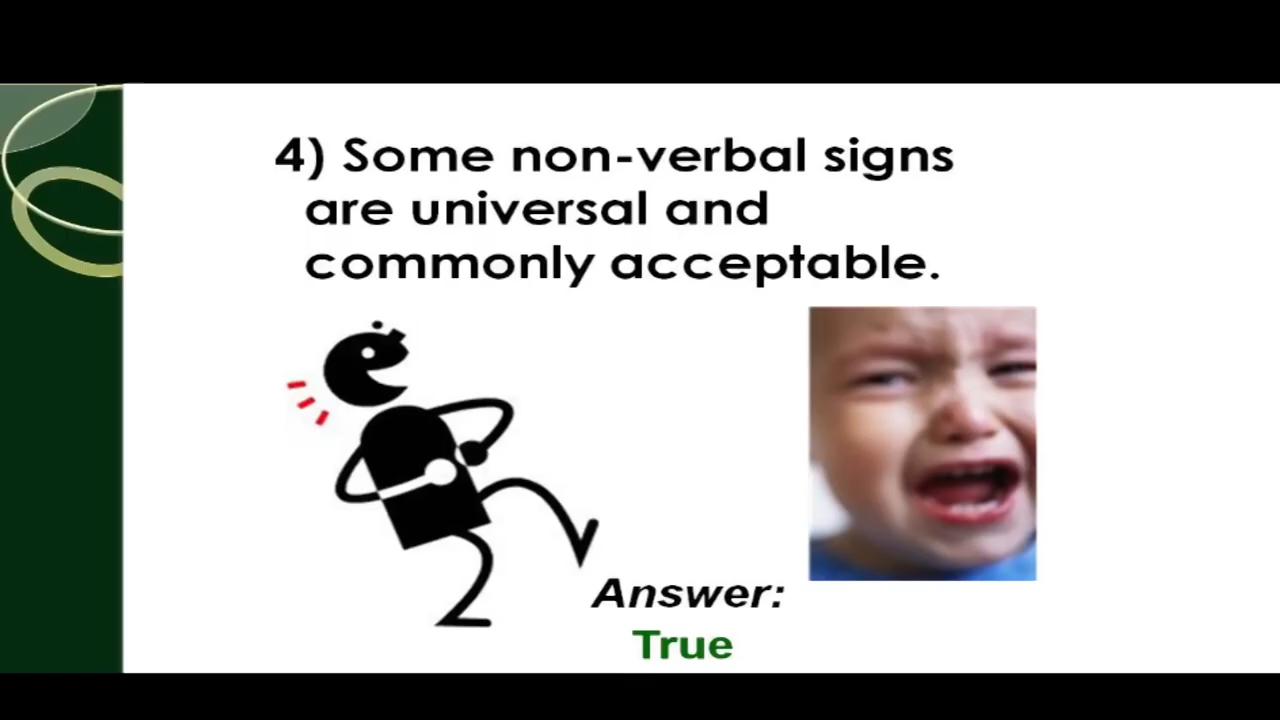 4) Some non-verbal signs
are universal and
commonly acceptable.
Answer:
True